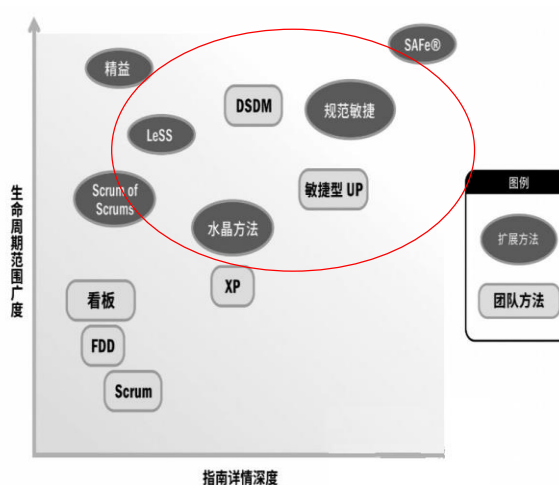 SAFe®
精益
DSDM
规范敏捷
LeSS
敏捷型 UP
Scrum of
Scrums
水晶方法
XP
看板
FDD
Scrum
生命周期范围广度
指南详情深度
图例
扩展方法
团队方法